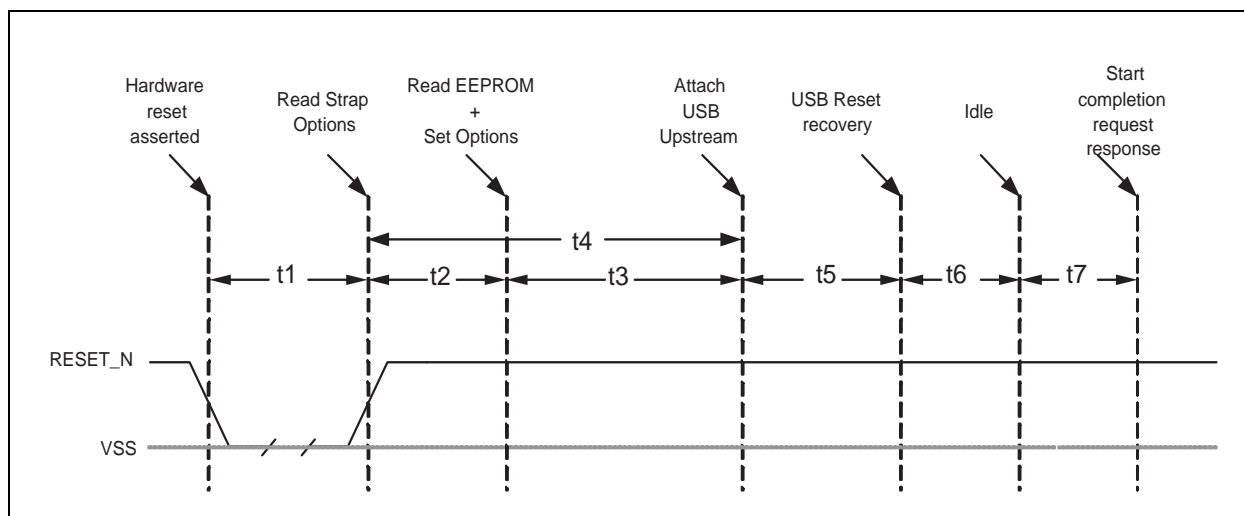 Hardware
reset
asserted
Read Strap
Options
Read EEPROM
+
Set Options
Attach
USB
Upstream
USB Reset
recovery
Idle
Start
completion
request
response
t4
t1
t2
t3
t5
t6
t7
RESET_N
VSS